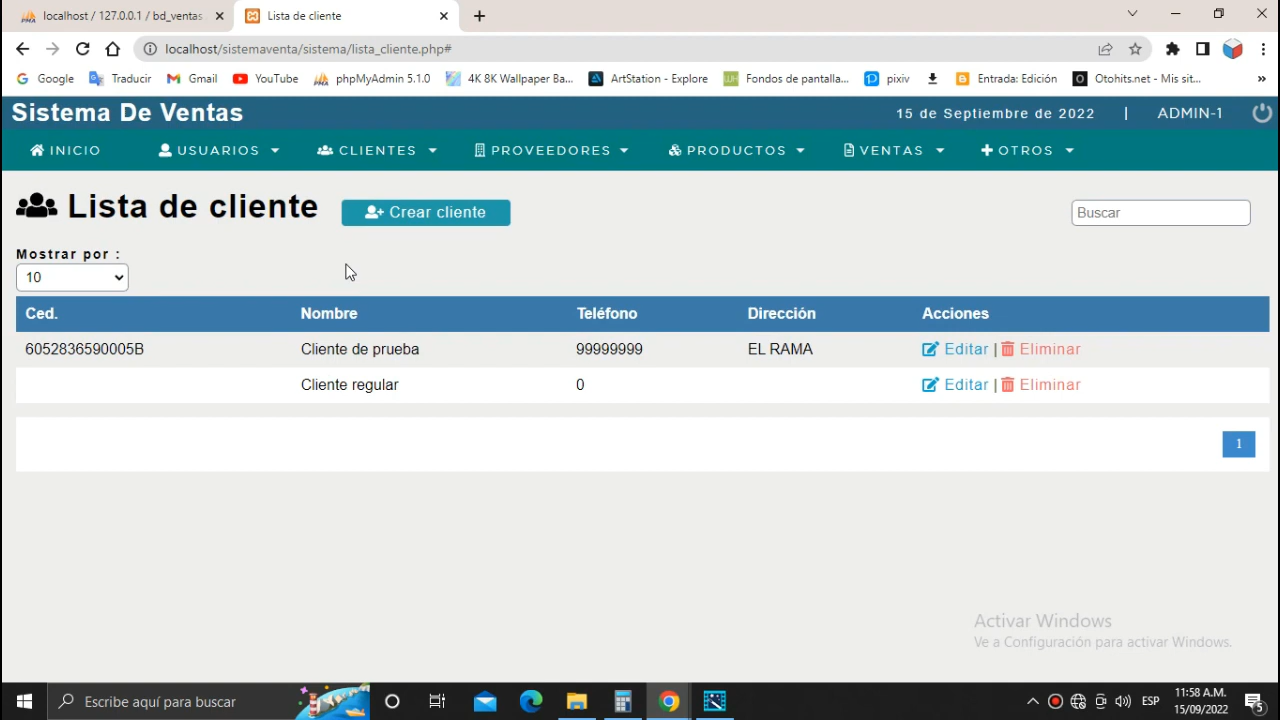 localhost / 127.0.0.1 / bd_ventas
Lista de cliente
localhost/sistemaventa/sistema/lista_cliente.php#
Google Traducir Gmail YouTube phpMyAdmin 5.1.0 4K 8K Wallpaper Ba... ArtStation - Explore Fondos de pantalla... pixiv Entrada: Edición Otohits.net - Mis sit... »
Sistema De Ventas 15 de Septiembre de 2022 | ADMIN-1
INICIO USUARIOS CLIENTES PROVEEDORES PRODUCTOS VENTAS OTROS
Lista de cliente Crear cliente Buscar
Mostrar por :
10
Ced. Nombre Teléfono Dirección Acciones
6052836590005B Cliente de prueba 99999999 EL RAMA Editar | Eliminar
Cliente regular 0 Editar | Eliminar
1
Activar Windows
Ve a Configuración para activar Windows.
Escribe aquí para buscar
ESP
11:58 A.M.
15/09/2022
5